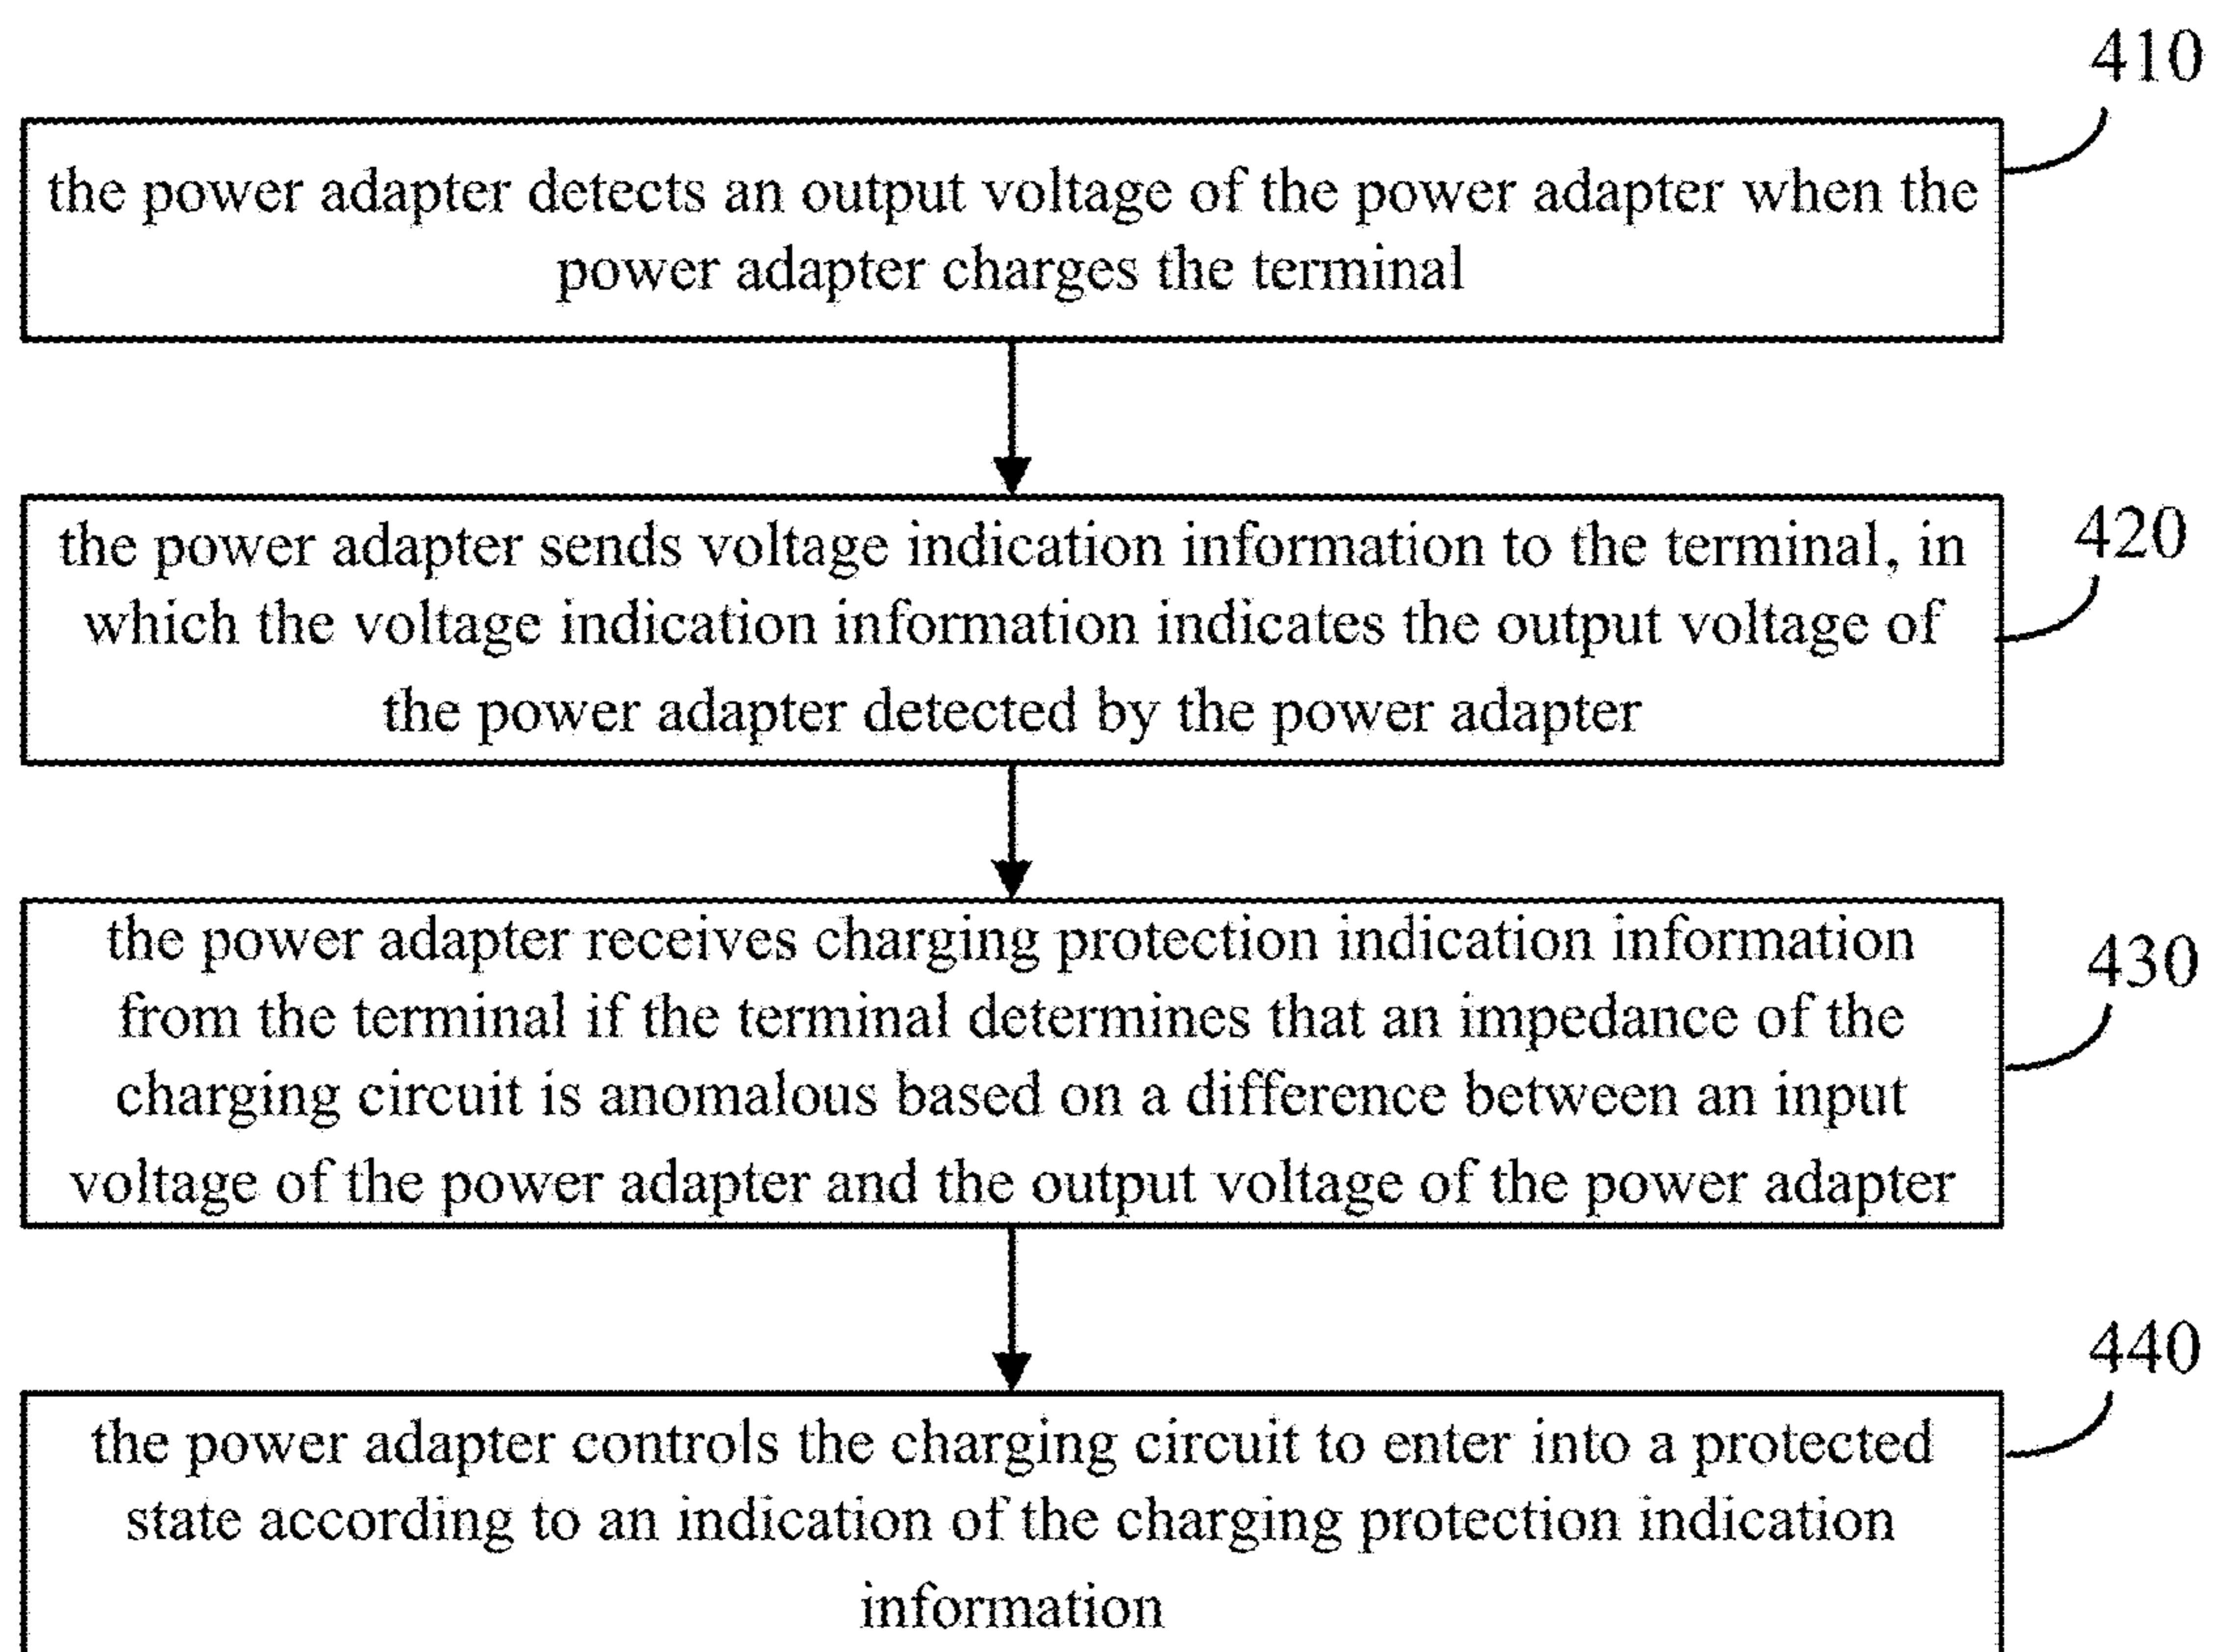 410
the power adapter detects an output voltage of the power adapter when the
power adapter charges the terminal
420
the power adapter sends voltage indication information to the terminal, in
which the voltage indication information indicates the output voltage of
the power adapter detected by the power adapter
430
the power adapter receives charging protection indication information
from the terminal if the terminal determines that an impedance of the
charging circuit is anomalous based on a difference between an input
voltage of the power adapter and the output voltage of the power adapter
440
the power adapter controls the charging circuit to enter into a protected
state according to an indication of the charging protection indication
information